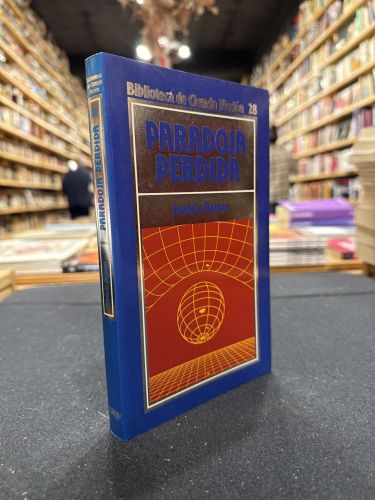 Biblioteca de Ciencia Ficción 28
PARADOJA
PERDIDA
Fredric Brown
PARADOJA PERDIDA